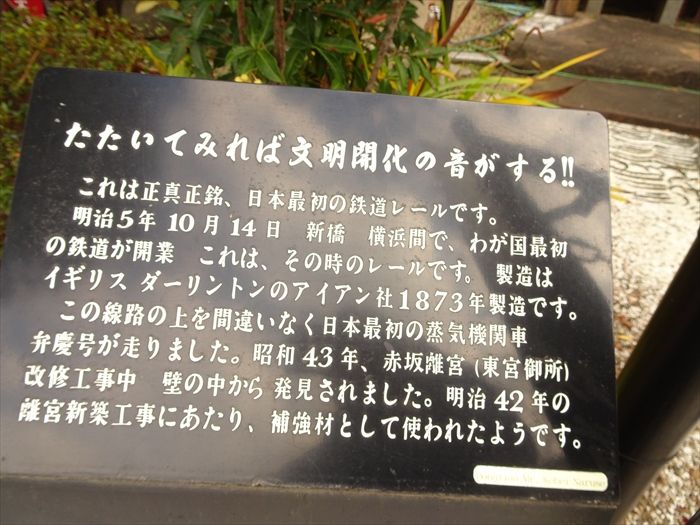 たたいてみれば文明開化の音がする!!
これは正真正銘、日本最初の鉄道レールです。
明治5年 10月14日 新橋 横浜間で、わが国最初
の鉄道が開業 これは、その時のレールです。 製造は
イギリス ダーリントンのアイアン社1873年製造です。
この線路の上を間違いなく日本最初の蒸気機関車
弁慶号が走りました。昭和43年、赤坂離宮(東宮御所)
改修工事中 壁の中から発見されました。明治42年の
離宮新築工事にあたり、補強材として使われたようです。